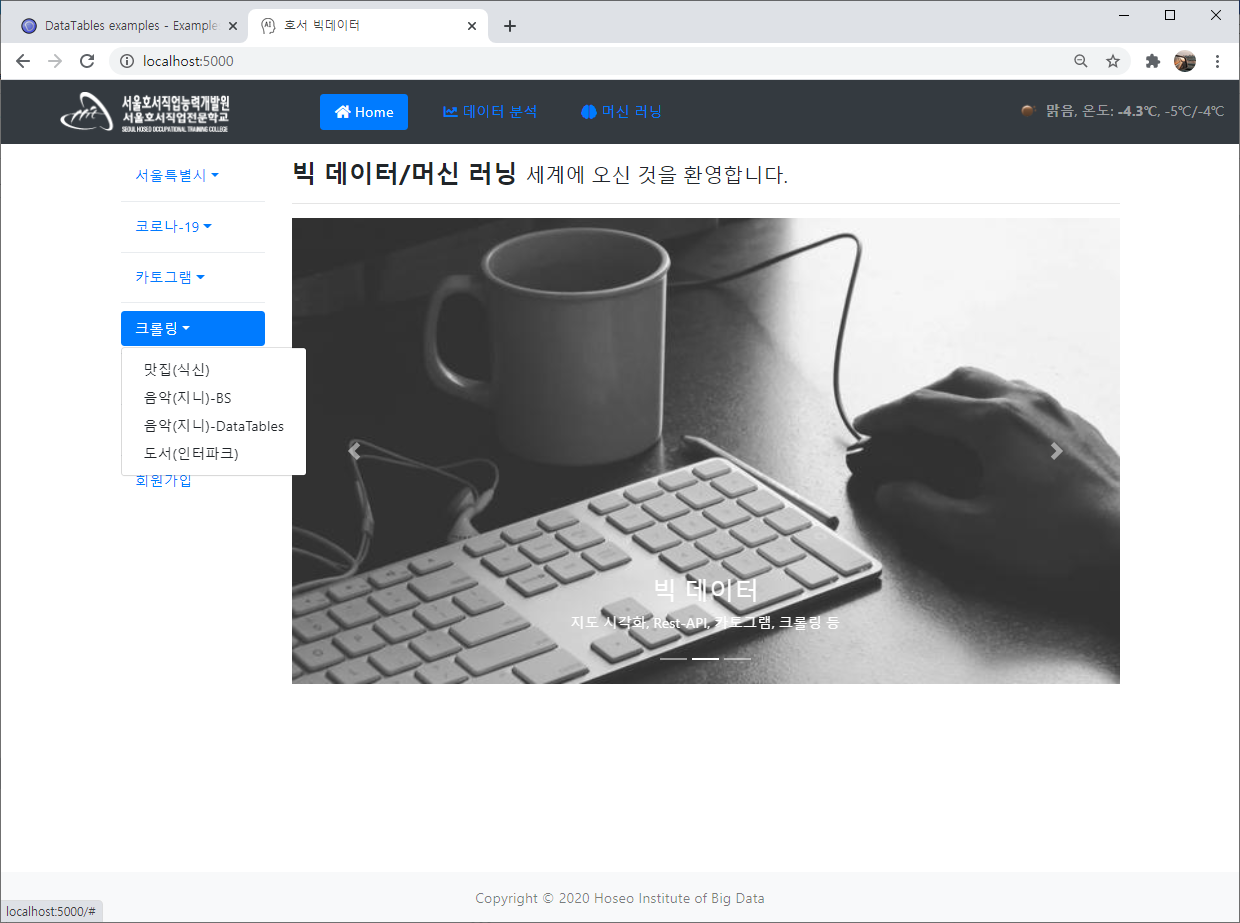 DataTables examples - Example
호서 빅데이터
localhost:5000
서울호서직업능력개발원
서울호서직업전문학교
SEOUL HOSEO OCCUPATIONAL TRAINING COLLEGE
Home
데이터 분석
머신 러닝
맑음, 온도: -4.3℃, -5℃/-4℃
서울특별시
코로나-19
카토그램
크롤링
맛집(식신)
음악(지니)-BS
음악(지니)-DataTables
도서(인터파크)
회원가입
빅 데이터/머신 러닝 세계에 오신 것을 환영합니다.
빅 데이터
지도 시각화, Rest-API, 카토그램, 크롤링 등
Copyright © 2020 Hoseo Institute of Big Data
localhost:5000/#